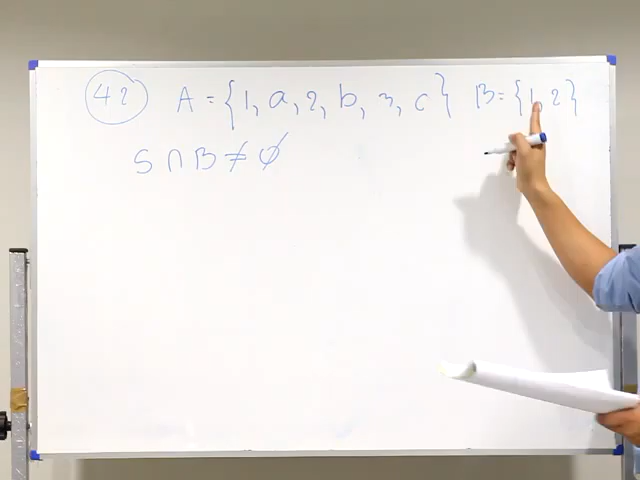 42 A = {1, a, 2, b, 3, c} B = {1, 2}
S ∩ B ≠ ∅